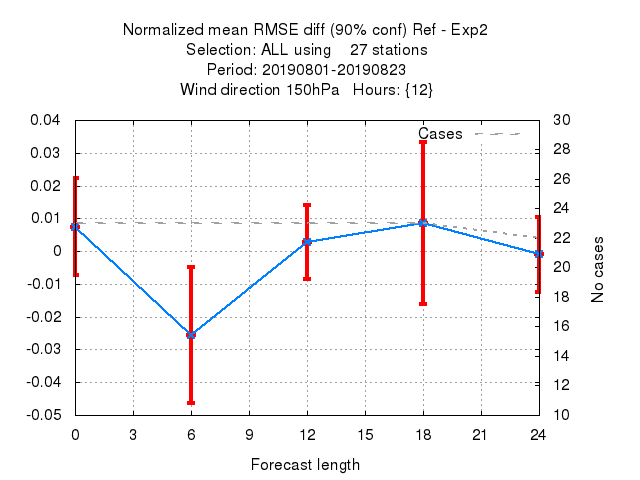 Normalized mean RMSE diff (90% conf) Ref - Exp2
Selection: ALL using    27 stations
Period: 20190801-20190823
Wind direction 150hPa   Hours: {12}
Cases
0.04
0.03
0.02
0.01
0
-0.01
-0.02
-0.03
-0.04
-0.05
30
28
26
24
22
20
18
16
14
12
10
No cases
0 3 6 9 12 15 18 21 24
Forecast length